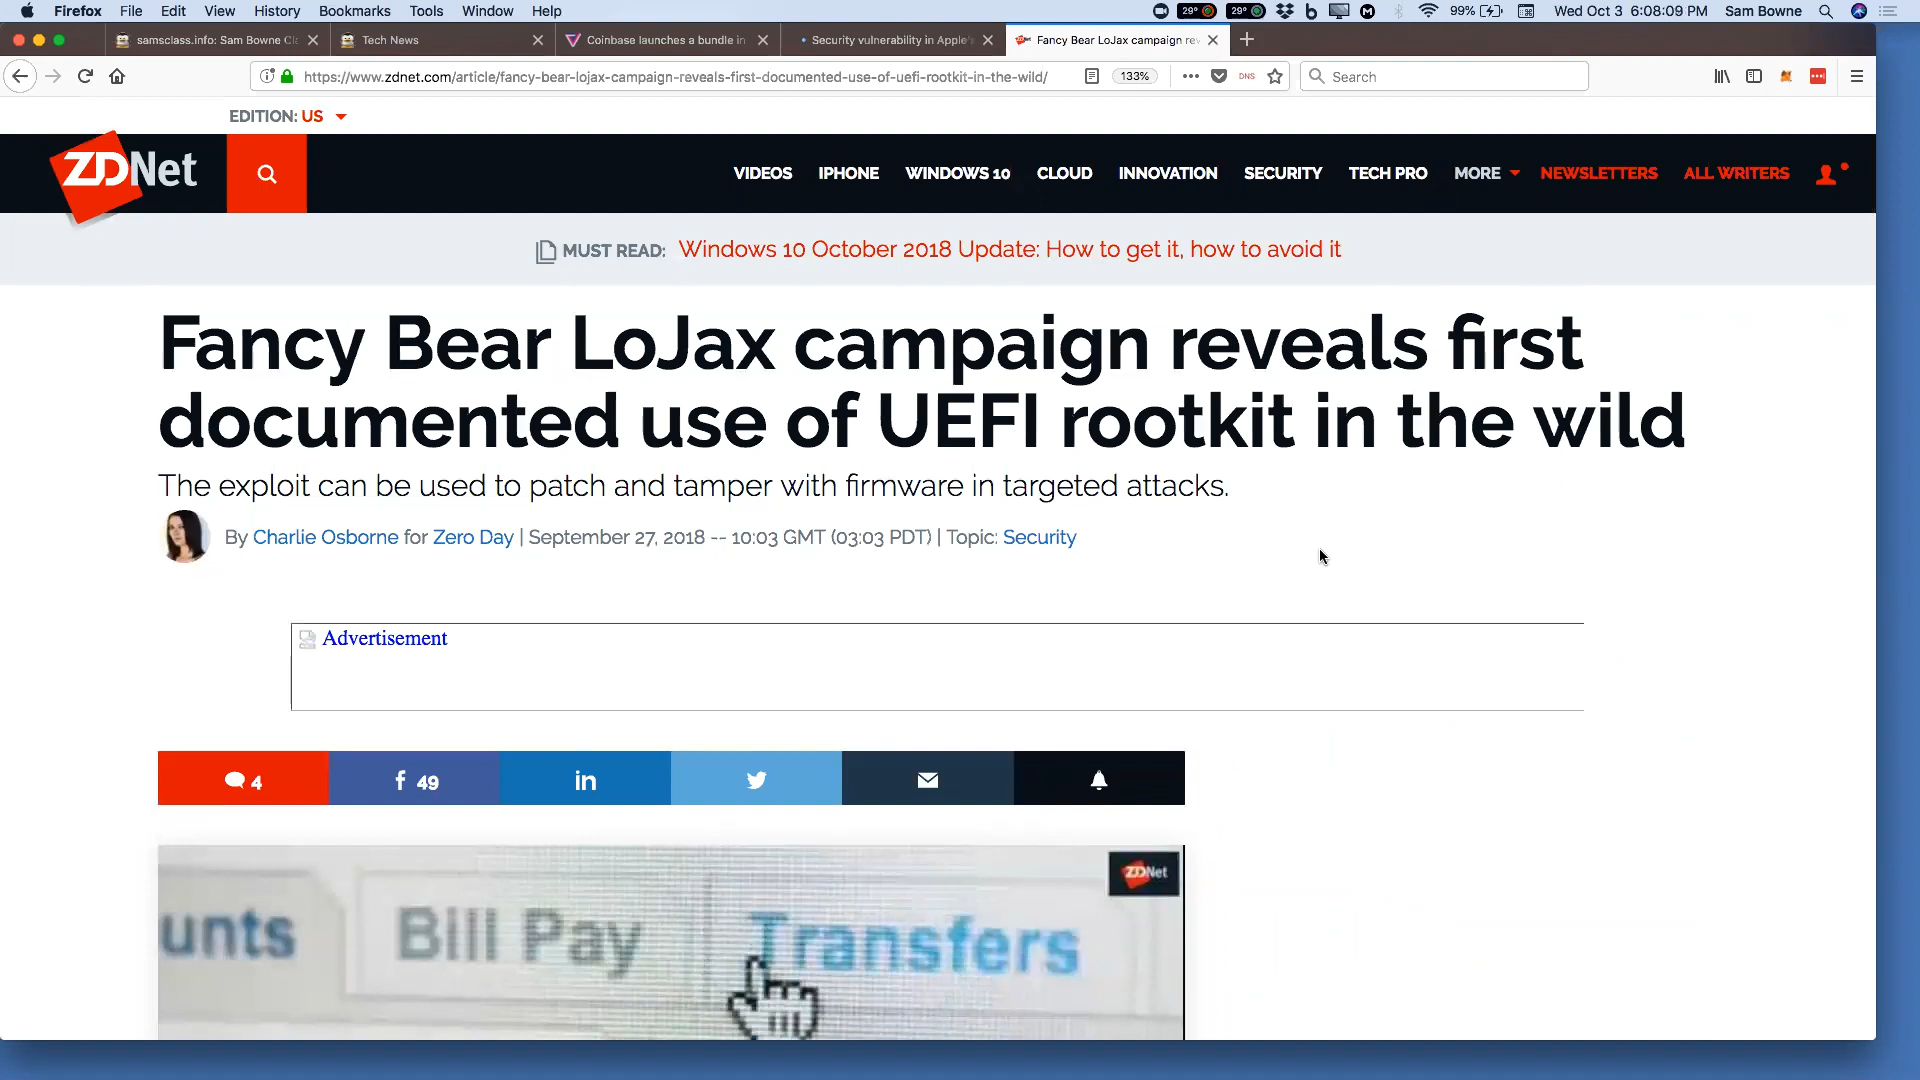 Firefox File Edit View History Bookmarks Tools Window Help
29° 29° 99% Wed Oct 3 6:08:09 PM Sam Bowne
samsclass.info: Sam Bowne Cl
Tech News
Coinbase launches a bundle in
Security vulnerability in Apple's
Fancy Bear LoJax campaign rev
https://www.zdnet.com/article/fancy-bear-lojax-campaign-reveals-first-documented-use-of-uefi-rootkit-in-the-wild/
133%
DNS
Search
EDITION: US
ZDNet
VIDEOS IPHONE WINDOWS 10 CLOUD INNOVATION SECURITY TECH PRO MORE NEWSLETTERS ALL WRITERS
MUST READ: Windows 10 October 2018 Update: How to get it, how to avoid it
Fancy Bear LoJax campaign reveals first
documented use of UEFI rootkit in the wild
The exploit can be used to patch and tamper with firmware in targeted attacks.
By Charlie Osborne for Zero Day | September 27, 2018 -- 10:03 GMT (03:03 PDT) | Topic: Security
Advertisement
4
f 49
in
ZDNet
unts Bill Pay Transfers